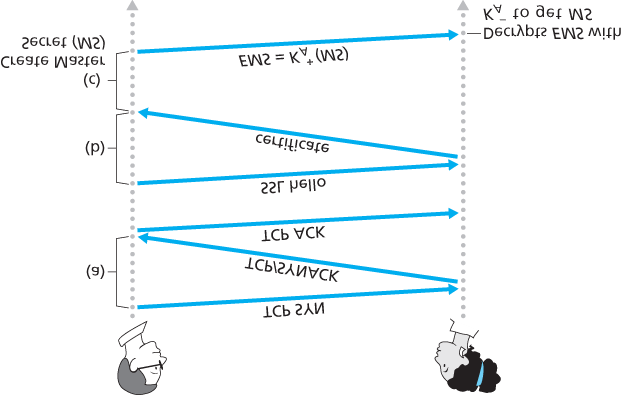 TCP SYN
(a)
TCP/SYNACK
TCP ACK
SSL hello
(b)
certificate
(c)
Create Master
Secret (MS)
EMS = K_A^+(MS)
Decrypts EMS with
K_A^- to get MS